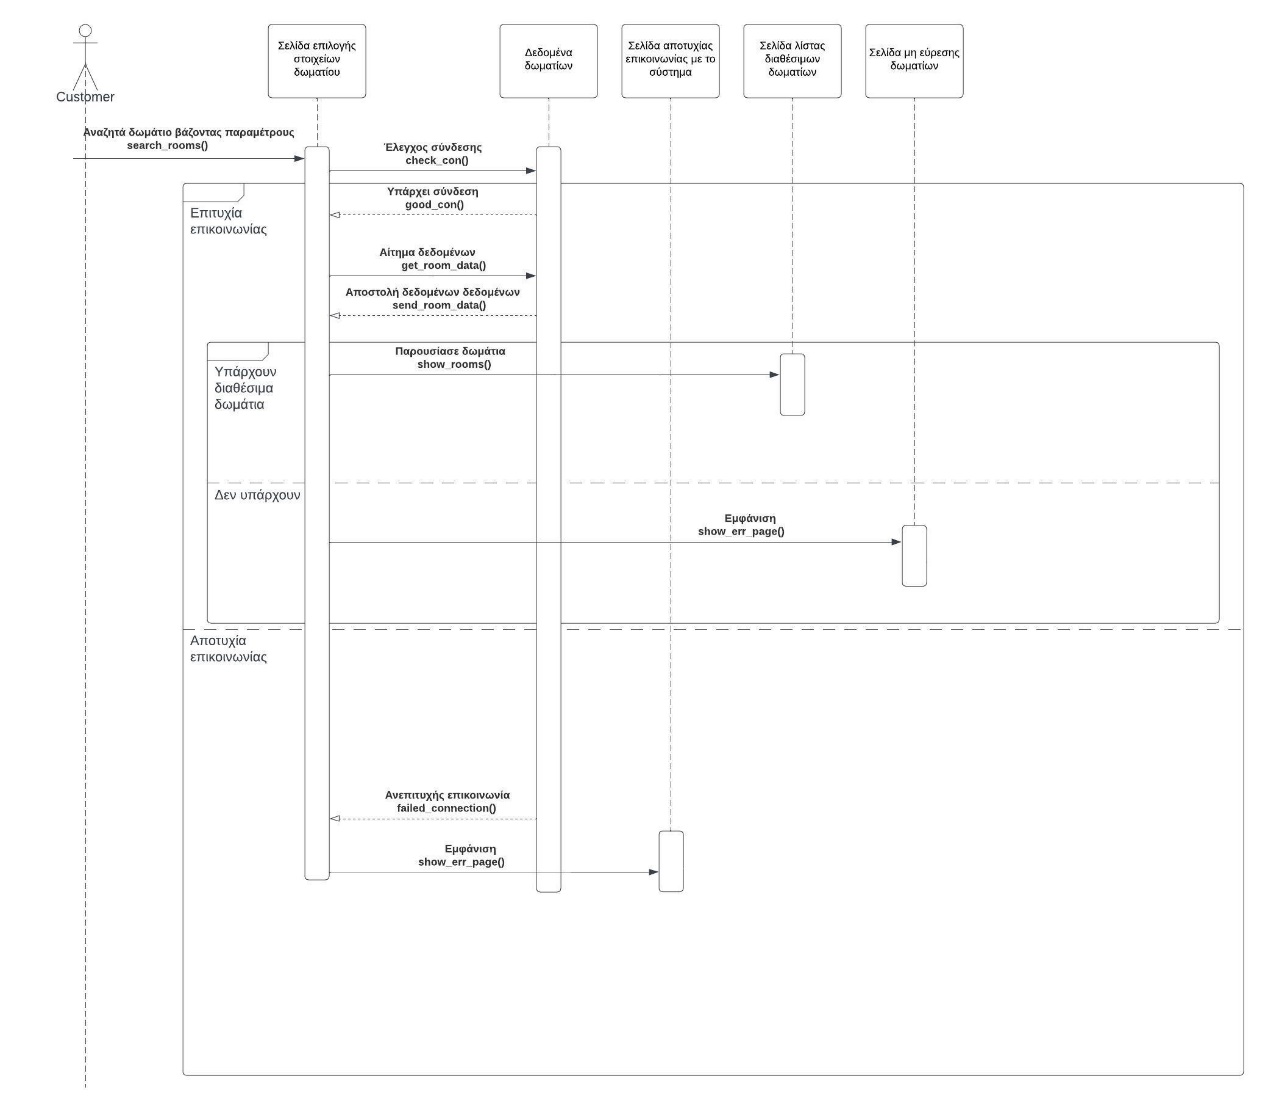 Customer
Σελίδα επιλογής
στοιχείων
δωματίου
Δεδομένα
δωματίων
Σελίδα αποτυχίας
επικοινωνίας με το
σύστημα
Σελίδα λίστας
διαθέσιμων
δωματίων
Σελίδα μη εύρεσης
δωματίων
Αναζητά δωμάτιο βάζοντας παραμέτρους
search_rooms()
Έλεγχος σύνδεσης
check_con()
Επιτυχία
επικοινωνίας
Υπάρχει σύνδεση
good_con()
Αίτημα δεδομένων
get_room_data()
Αποστολή δεδομένων δεδομένων
send_room_data()
Υπάρχουν
διαθέσιμα
δωμάτια
Παρουσίασε δωμάτια
show_rooms()
Δεν υπάρχουν
Εμφάνιση
show_err_page()
Αποτυχία
επικοινωνίας
Ανεπιτυχής επικοινωνία
failed_connection()
Εμφάνιση
show_err_page()